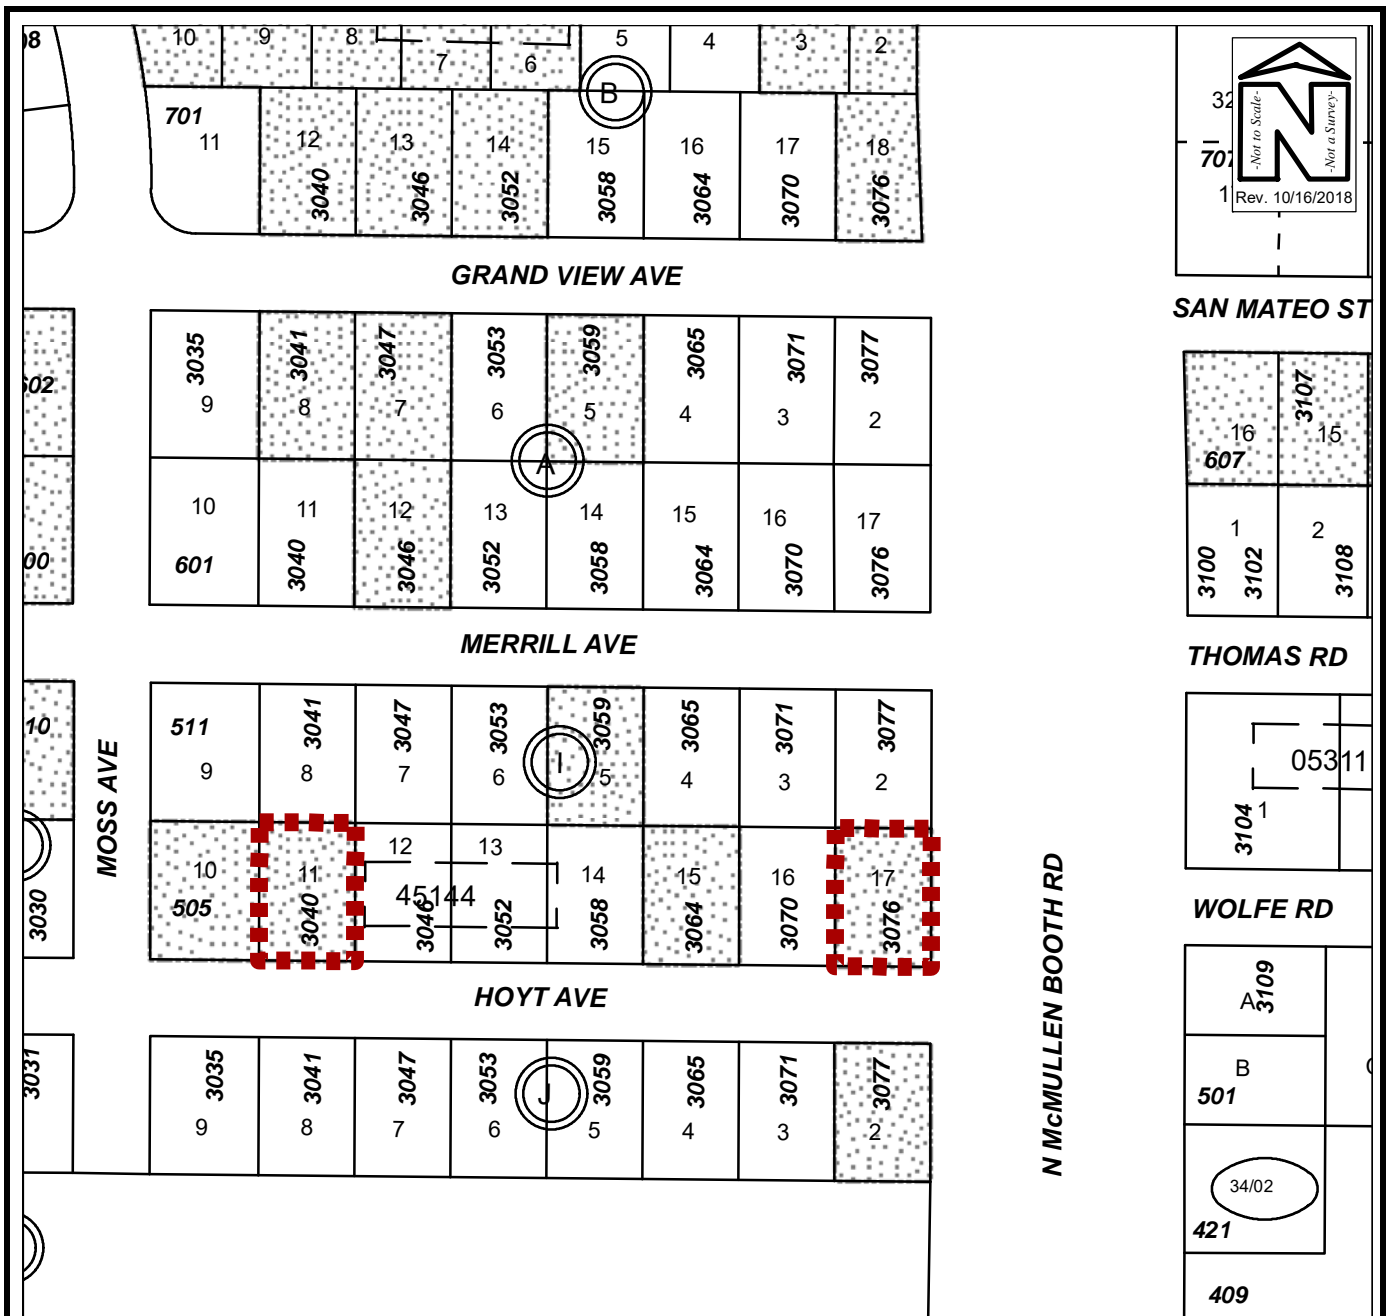 08
10 9 8 7 6 5 4 3 2
B
701
11 12 13 14 15 16 17 18
3040 3046 3052 3058 3064 3070 3076
32
707
1
-Not to Scale-
-Not a Survey-
Rev. 10/16/2018
GRAND VIEW AVE
SAN MATEO ST
3035 3041 3047 3053 3059 3065 3071 3077
602
9 8 7 6 5 4 3 2
A
3107
16 15
607
10 11 12 13 14 15 16 17
601
3040 3046 3052 3058 3064 3070 3076
00
1 2
3100 3102 3108
MERRILL AVE
THOMAS RD
10
511
3041 3047 3053 3059 3065 3071 3077
9 8 7 6 5 4 3 2
I
05311
1
3104
MOSS AVE
10 11 12 13 14 15 16 17
505
45144
3040 3046 3052 3058 3064 3070 3076
3030
WOLFE RD
HOYT AVE
N McMULLEN BOOTH RD
A
3109
B
501
3031
3035 3041 3047 3053 3059 3065 3071 3077
J
9 8 7 6 5 4 3 2
34/02
421
409